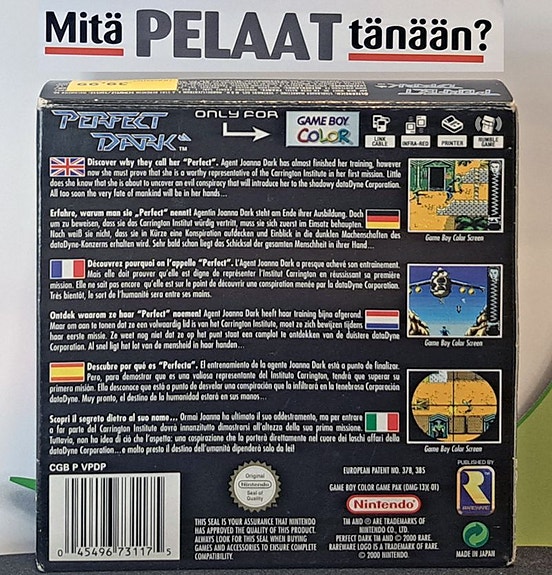 Mitä PELAAT tänään?
39.99
PERFECT DARK
PERFECT
DARK™
ONLY FOR
GAME BOY
COLOR
LINK
CABLE
INFRA-RED
PRINTER
RUMBLE
GAME
Discover why they call her "Perfect". Agent Joanna Dark has almost finished her training, however
now she must prove that she is a worthy representative of the Carrington Institute in her first mission. Little
does she know that she is about to uncover an evil conspiracy that will introduce her to the shadowy dataDyne Corporation.
All too soon the very fate of mankind will be in her hands...
Game Boy Color Screen
Erfahre, warum man sie „Perfect" nennt! Agentin Joanna Dark steht am Ende ihrer Ausbildung. Doch
um zu beweisen, dass sie das Carrington Institut würdig vertritt, muss sie sich zuerst im Einsatz behaupten.
Noch weiß sie nicht, dass sie in Kürze eine Konspiration aufdecken und Einblick in die dunklen Machenschaften des
dataDyne-Konzerns erhalten wird. Sehr bald schon liegt das Schicksal der gesamten Menschheit in ihrer Hand...
Découvrez pourquoi on l'appelle "Perfect". L'Agent Joanna Dark a presque achevé son entraînement.
Mais elle doit prouver qu'elle est digne de représenter l'Institut Carrington en réussissant sa première
mission. Elle ne sait pas encore qu'elle est sur le point de découvrir une conspiration menée par la dataDyne Corporation.
Très bientôt, le sort de l'humanité sera entre ses mains.
Game Boy Color Screen
Ontdek waarom ze haar "Perfect" noemen! Agent Joanna Dark heeft haar training bijna afgerond.
Maar om aan te tonen dat ze een volwaardig lid is van het Carrington Institute, moet ze zich bewijzen tijdens
haar eerste missie. Ze weet nog niet dat ze op het punt staat een complot te ontdekken van de duistere dataDyne
Corporation. Al snel ligt het lot van de mensheid in haar handen...
Descubre por qué es "Perfecta". El entrenamiento de la agente Joanna Dark está a punto de finalizar.
Pero, para demostrar que es una valiosa representante del Instituto Carrington, tendrá que superar su
primera misión. Ella desconoce que está a punto de desvelar una conspiración que la infiltrará en la tenebrosa Corporación
dataDyne. Muy pronto, el destino de la humanidad estará en sus manos...
Game Boy Color Screen
Scopri il segreto dietro al suo nome... Ormai Joanna ha ultimato il suo addestramento, ma per entrare
a far parte del Carrington Institute dovrà innanzitutto dimostrarsi all'altezza della sua prima missione.
Tuttavia, non ha idea di ciò che l'aspetta: una cospirazione che la porterà direttamente nel cuore dei loschi affari della
dataDyne Corporation...e molto presto il destino dell'umanità dipenderà solo da lei!
CGB P VPDP
0 45496 73117 5
Original
Nintendo
Seal of
Quality
THIS SEAL IS YOUR ASSURANCE THAT NINTENDO
HAS APPROVED THE QUALITY OF THIS PRODUCT.
ALWAYS LOOK FOR THIS SEAL WHEN BUYING
GAMES AND ACCESSORIES TO ENSURE COMPLETE
COMPATIBILITY.
EUROPEAN PATENT NO. 378, 385
GAME BOY COLOR GAME PAK (DMG-13)( 01)
Nintendo®
TM AND ® ARE TRADEMARKS OF
NINTENDO CO., LTD.
PERFECT DARK TM AND © 2000 RARE.
RAREWARE LOGO IS A TRADEMARK OF RARE.
© 2000 NINTENDO.
PUBLISHED BY
R
RAREWARE
MADE IN JAPAN